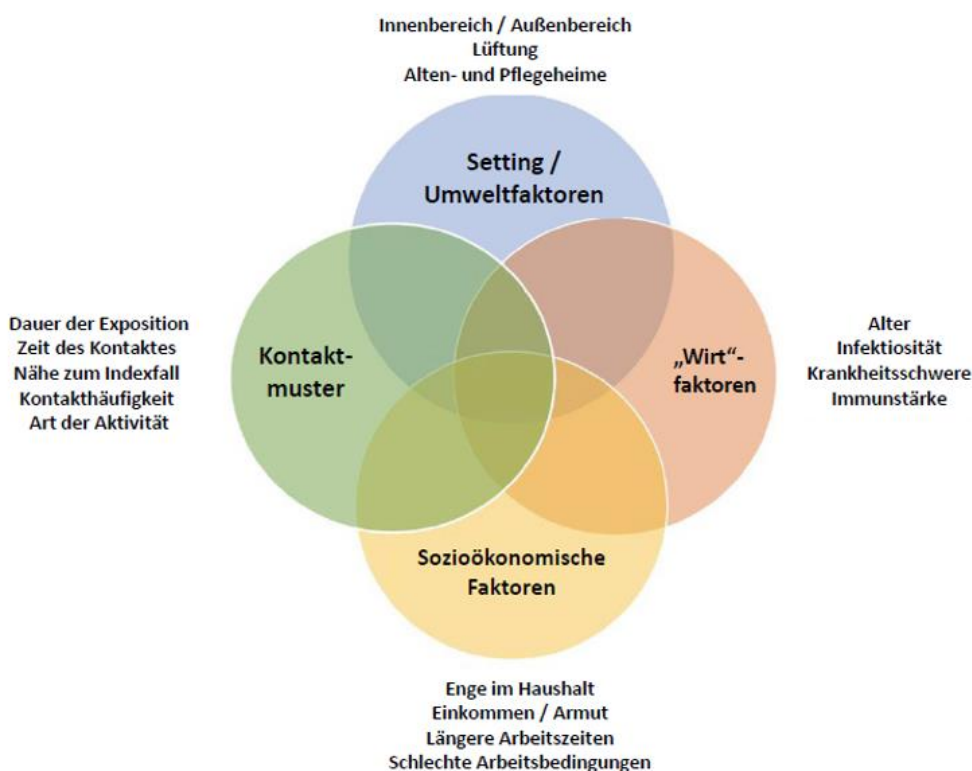 Innenbereich / Außenbereich
Lüftung
Alten- und Pflegeheime
Setting /
Umweltfaktoren
Dauer der Exposition
Zeit des Kontaktes
Nähe zum Indexfall
Kontakthäufigkeit
Art der Aktivität
Kontakt-
muster
„Wirt“-
faktoren
Alter
Infektiosität
Krankheitsschwere
Immunstärke
Sozioökonomische
Faktoren
Enge im Haushalt
Einkommen / Armut
Längere Arbeitszeiten
Schlechte Arbeitsbedingungen